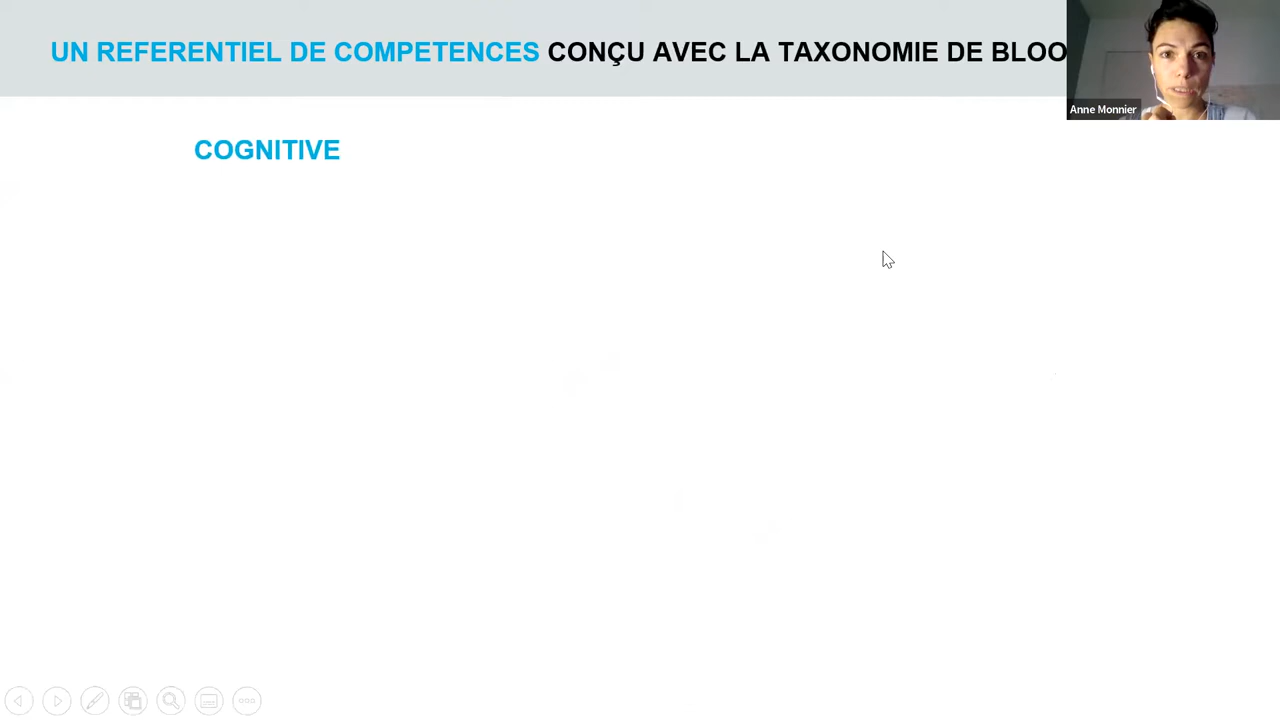 UN REFERENTIEL DE COMPETENCES CONÇU AVEC LA TAXONOMIE DE BLOO
Anne Monnier
COGNITIVE